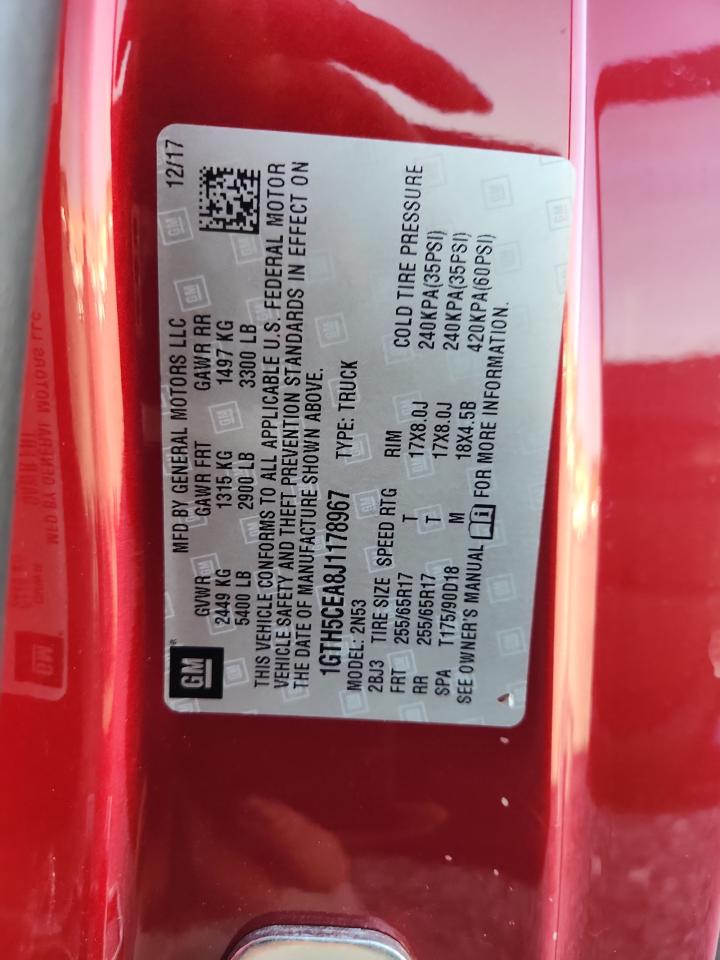 GM
MFD BY GENERAL MOTORS LLC 12/17
GVWR GAWR FRT GAWR RR
2449 KG 1315 KG 1497 KG
5400 LB 2900 LB 3300 LB
THIS VEHICLE CONFORMS TO ALL APPLICABLE U.S. FEDERAL MOTOR
VEHICLE SAFETY AND THEFT PREVENTION STANDARDS IN EFFECT ON
THE DATE OF MANUFACTURE SHOWN ABOVE.
1GTH5CEA8J1178967 TYPE: TRUCK
MODEL: 2N53
2BJ3 TIRE SIZE SPEED RTG RIM COLD TIRE PRESSURE
FRT 255/65R17 T 17X8.0J 240KPA(35PSI)
RR 255/65R17 T 17X8.0J 240KPA(35PSI)
SPA T175/90D18 M 18X4.5B 420KPA(60PSI)
SEE OWNER'S MANUAL FOR MORE INFORMATION.